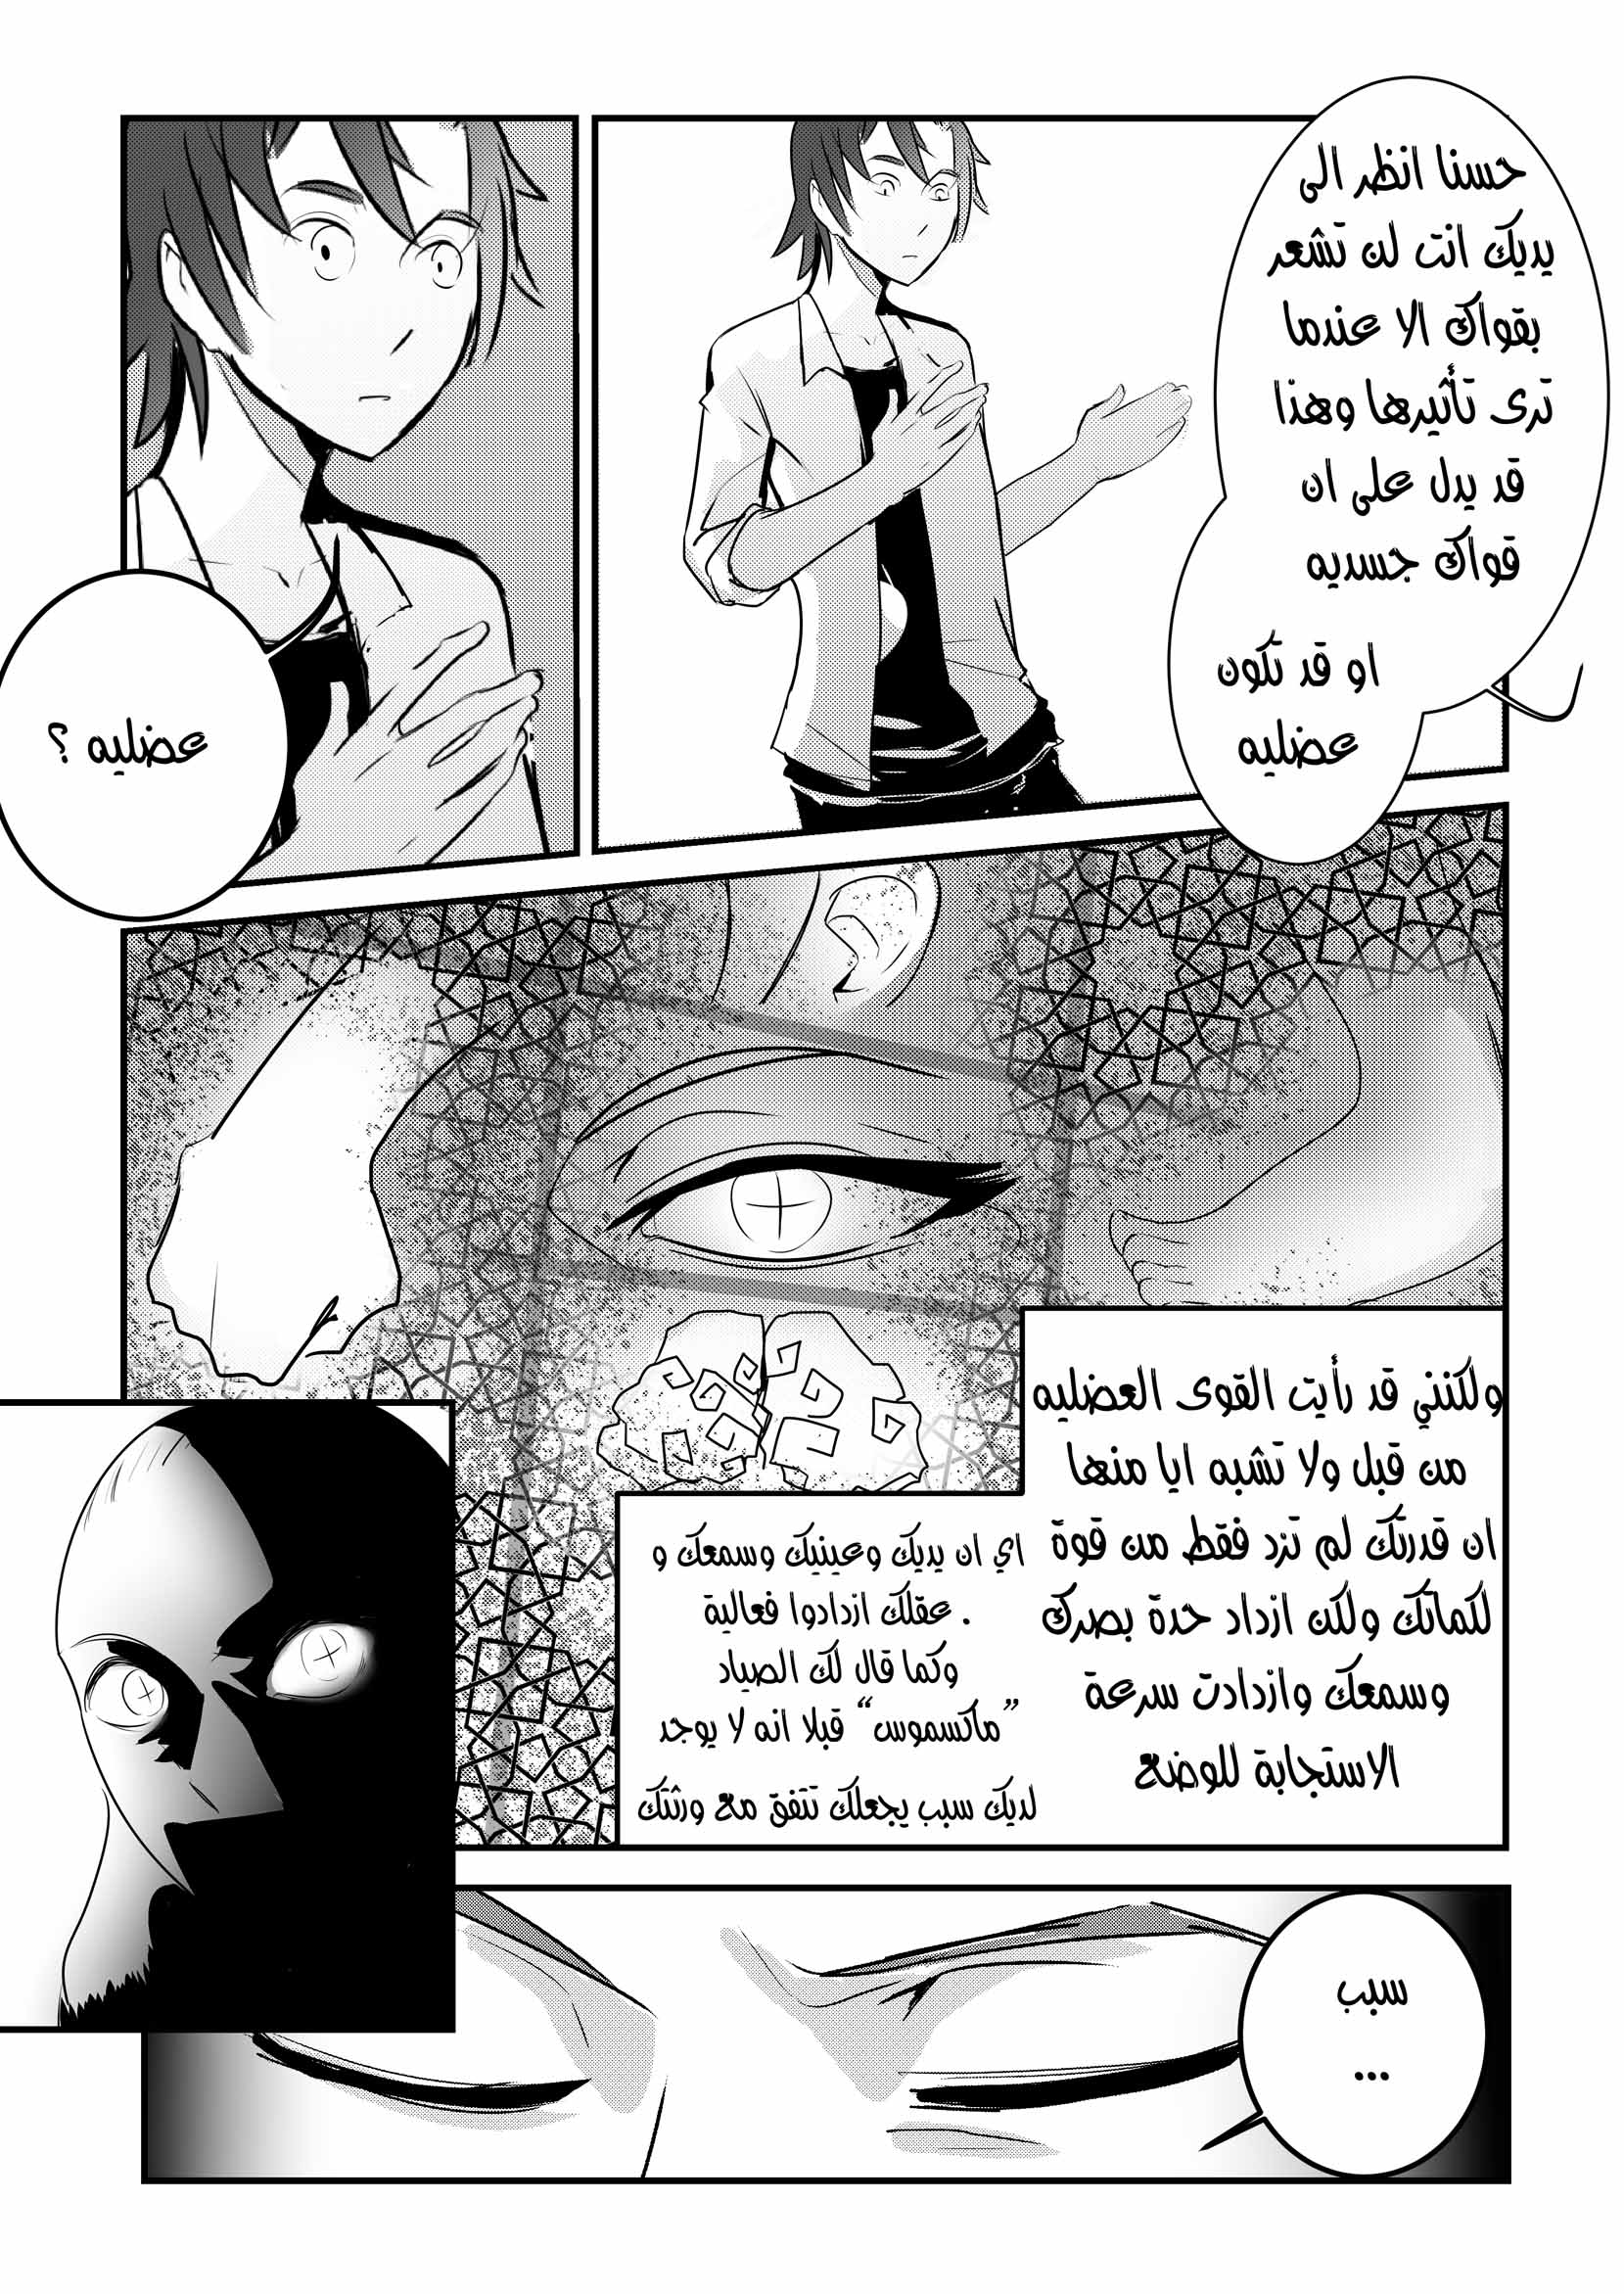 حسنا انظر الى
يديك انت لن تشعر
بقواك الا عندما
ترى تأثيرها وهذا
قد يدل على ان
قواك جسديه
او قد تكون
عضليه
عضليه ؟
ولكنني قد رأيت القوى العضليه
من قبل ولا تشبه ايا منها
ان قدرتك لم تزد فقط من قوة
لكماتك ولكن ازداد حدة بصرك
وسمعك وازدادت سرعة
الاستجابة للوضع
اي ان يديك وعينيك وسمعك و
عقلك ازدادوا فعالية .
وكما قال لك الصياد
”ماكسموس“ قبلا انه لا يوجد
لديك سبب يجعلك تتفق مع ورثتك
سبب
...